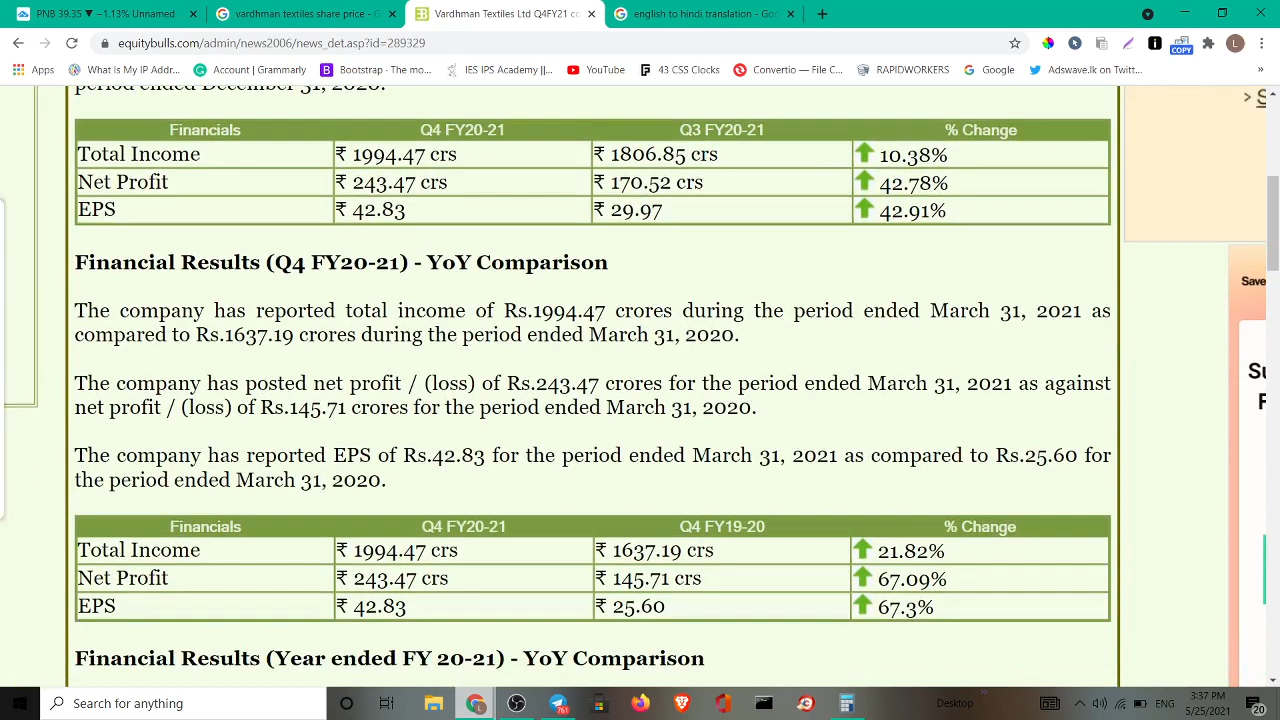 PNB 39.35 ▼ −1.13% Unnamed
vardhman textiles share price - G
Vardhman Textiles Ltd Q4FY21 co
english to hindi translation - Goo
equitybulls.com/admin/news2006/news_det.asp?id=289329
COPY
L
Apps
What Is My IP Addr...
Account | Grammarly
Bootstrap · The mo...
IES IPS Academy ||...
YouTube
43 CSS Clocks
Convertio — File C...
RAPIDWORKERS
Google
Adswave.lk on Twitt...
»
period ended December 31, 2020.
> S
Financials Q4 FY20-21 Q3 FY20-21 % Change
Total Income ₹ 1994.47 crs ₹ 1806.85 crs 10.38%
Net Profit ₹ 243.47 crs ₹ 170.52 crs 42.78%
EPS ₹ 42.83 ₹ 29.97 42.91%
Financial Results (Q4 FY20-21) - YoY Comparison
Save
The company has reported total income of Rs.1994.47 crores during the period ended March 31, 2021 as
compared to Rs.1637.19 crores during the period ended March 31, 2020.
Su
The company has posted net profit / (loss) of Rs.243.47 crores for the period ended March 31, 2021 as against
net profit / (loss) of Rs.145.71 crores for the period ended March 31, 2020.
F
The company has reported EPS of Rs.42.83 for the period ended March 31, 2021 as compared to Rs.25.60 for
the period ended March 31, 2020.
Financials Q4 FY20-21 Q4 FY19-20 % Change
Total Income ₹ 1994.47 crs ₹ 1637.19 crs 21.82%
Net Profit ₹ 243.47 crs ₹ 145.71 crs 67.09%
EPS ₹ 42.83 ₹ 25.60 67.3%
Financial Results (Year ended FY 20-21) - YoY Comparison
Search for anything
761
Desktop
»
ENG
3:37 PM
5/25/2021
20